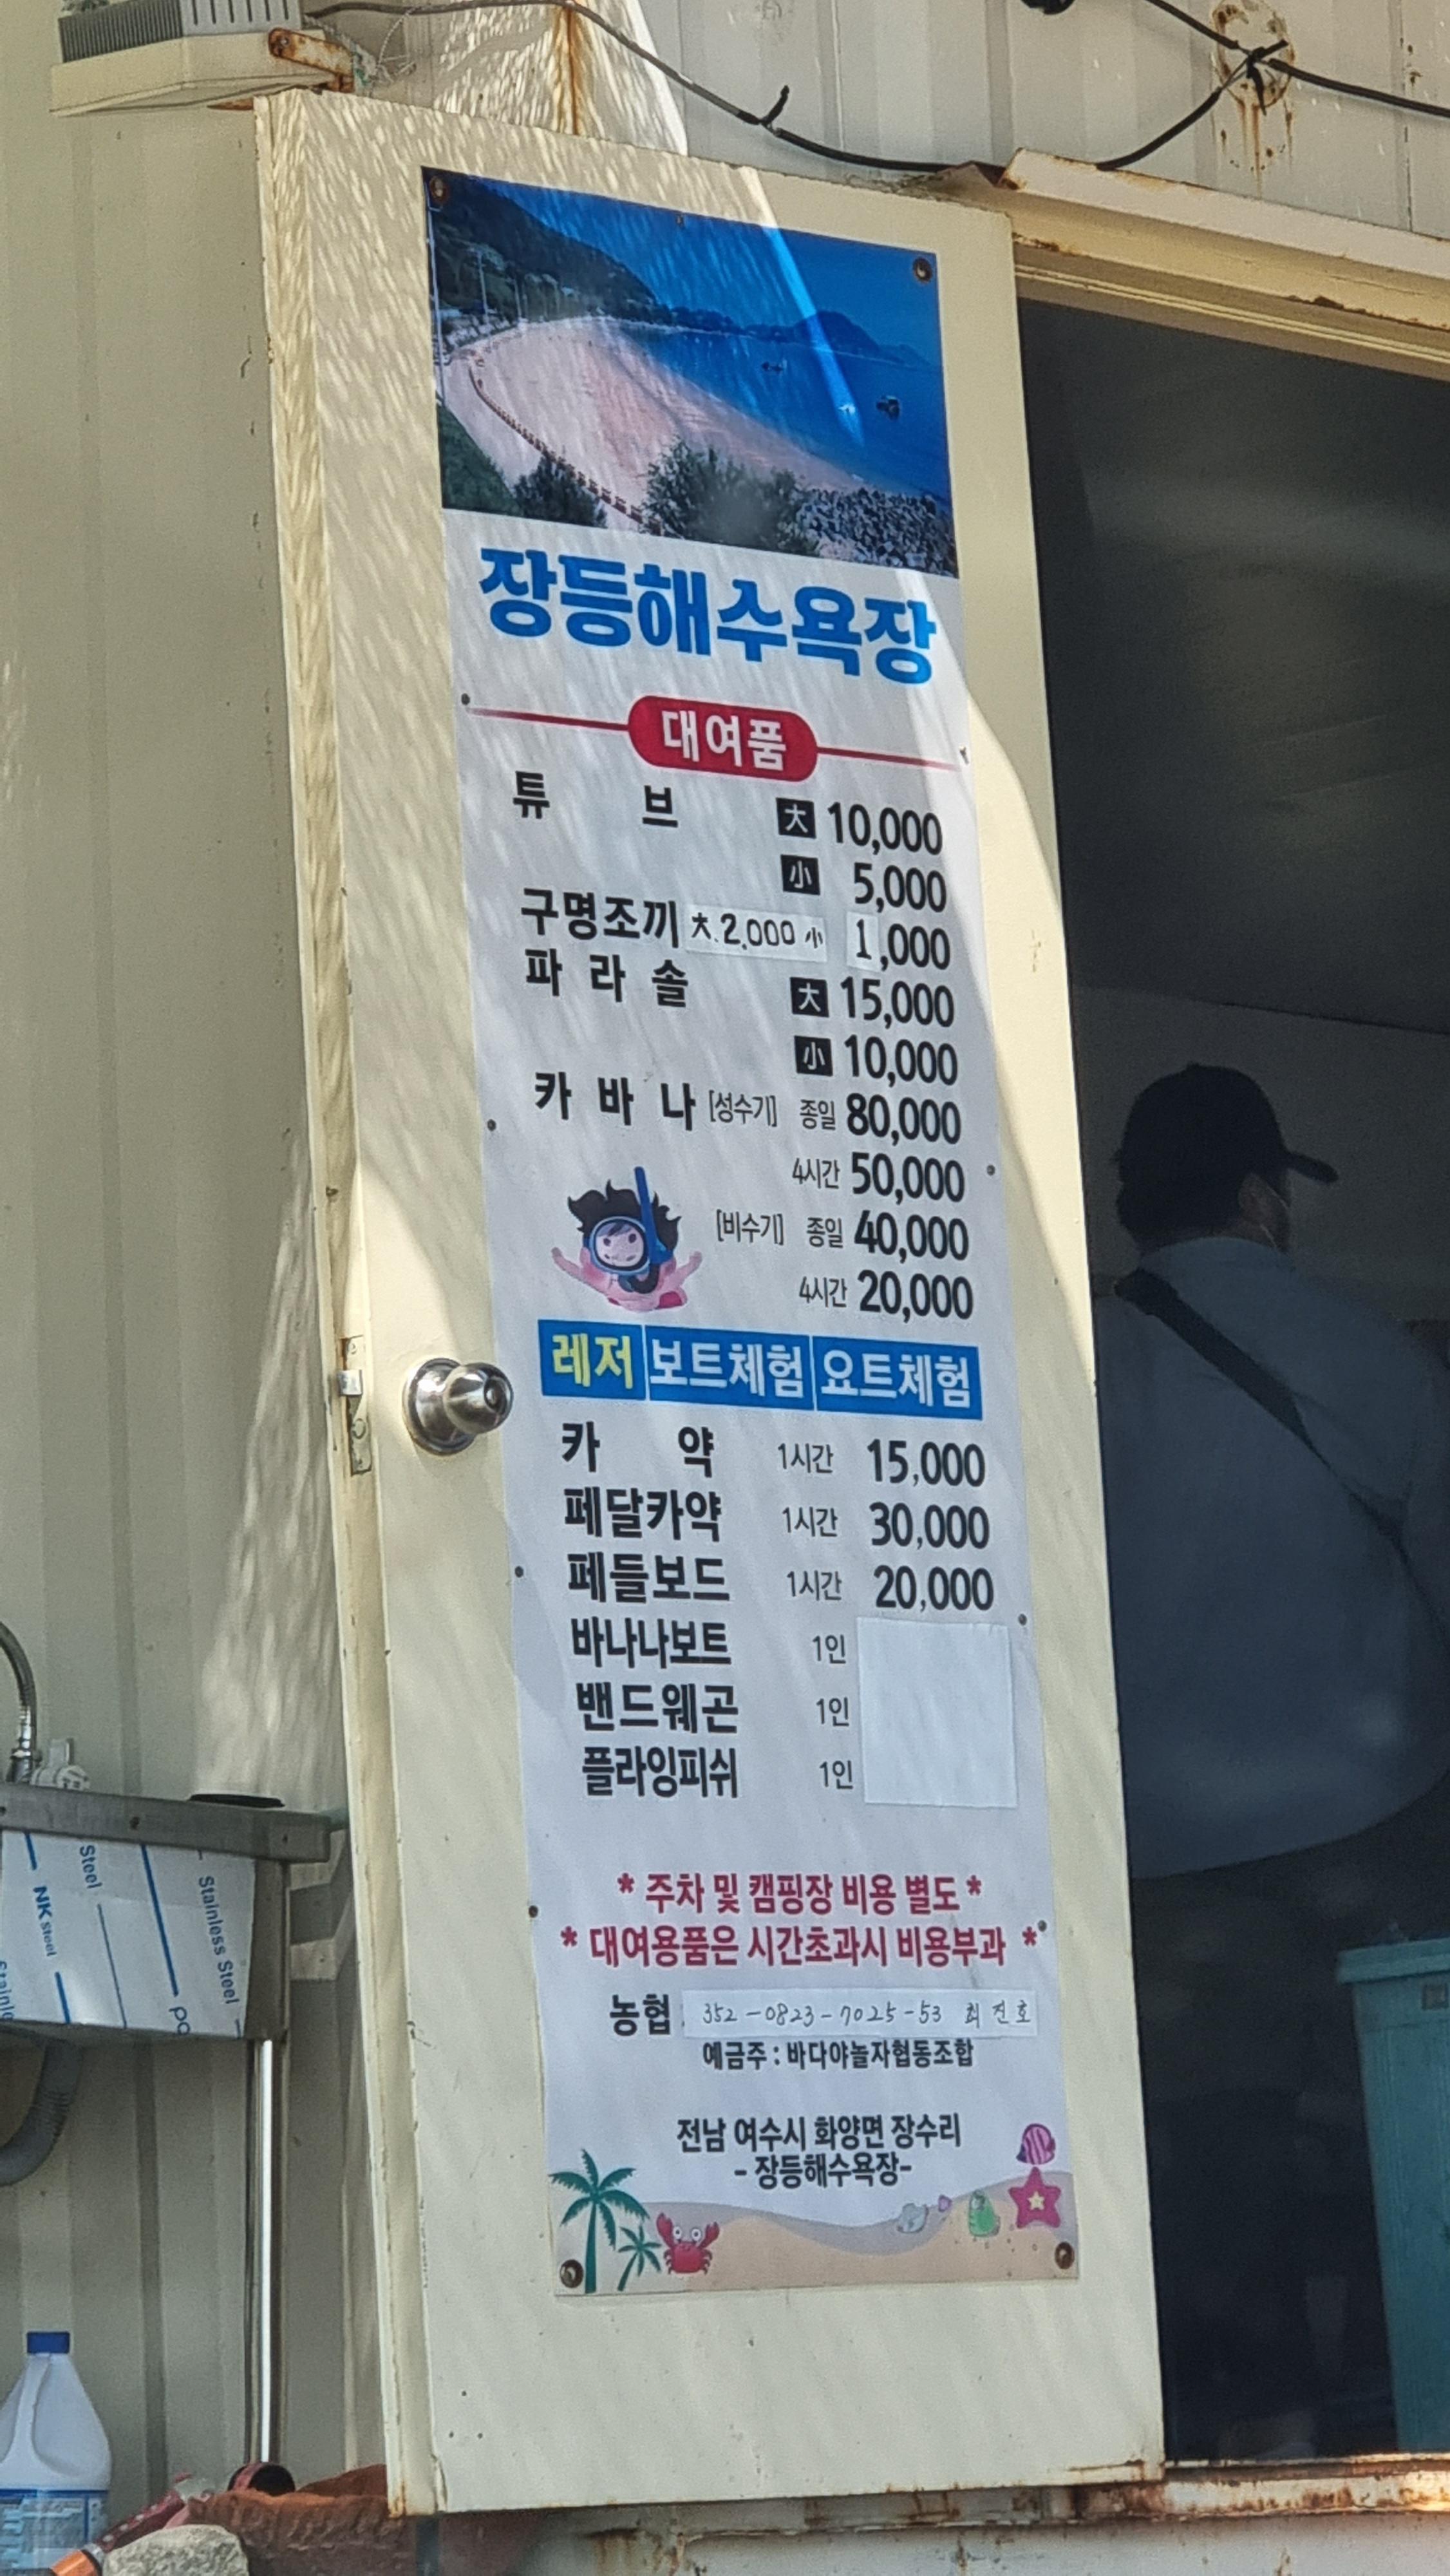 장등해수욕장
대여품
튜브 大 10,000
小 5,000
구명조끼 大.2,000 小 1,000
파라솔 大 15,000
小 10,000
카바나 [성수기] 종일 80,000
4시간 50,000
[비수기] 종일 40,000
4시간 20,000
레저 보트체험 요트체험
카약 1시간 15,000
페달카약 1시간 30,000
페들보드 1시간 20,000
바나나보트 1인
밴드웨곤 1인
플라잉피쉬 1인
* 주차 및 캠핑장 비용 별도 *
* 대여용품은 시간초과시 비용부과 *
농협 352-0823-7025-53 최진호
예금주 : 바다야놀자협동조합
전남 여수시 화양면 장수리
- 장등해수욕장-
Steel
NK steel
Stainless Steel